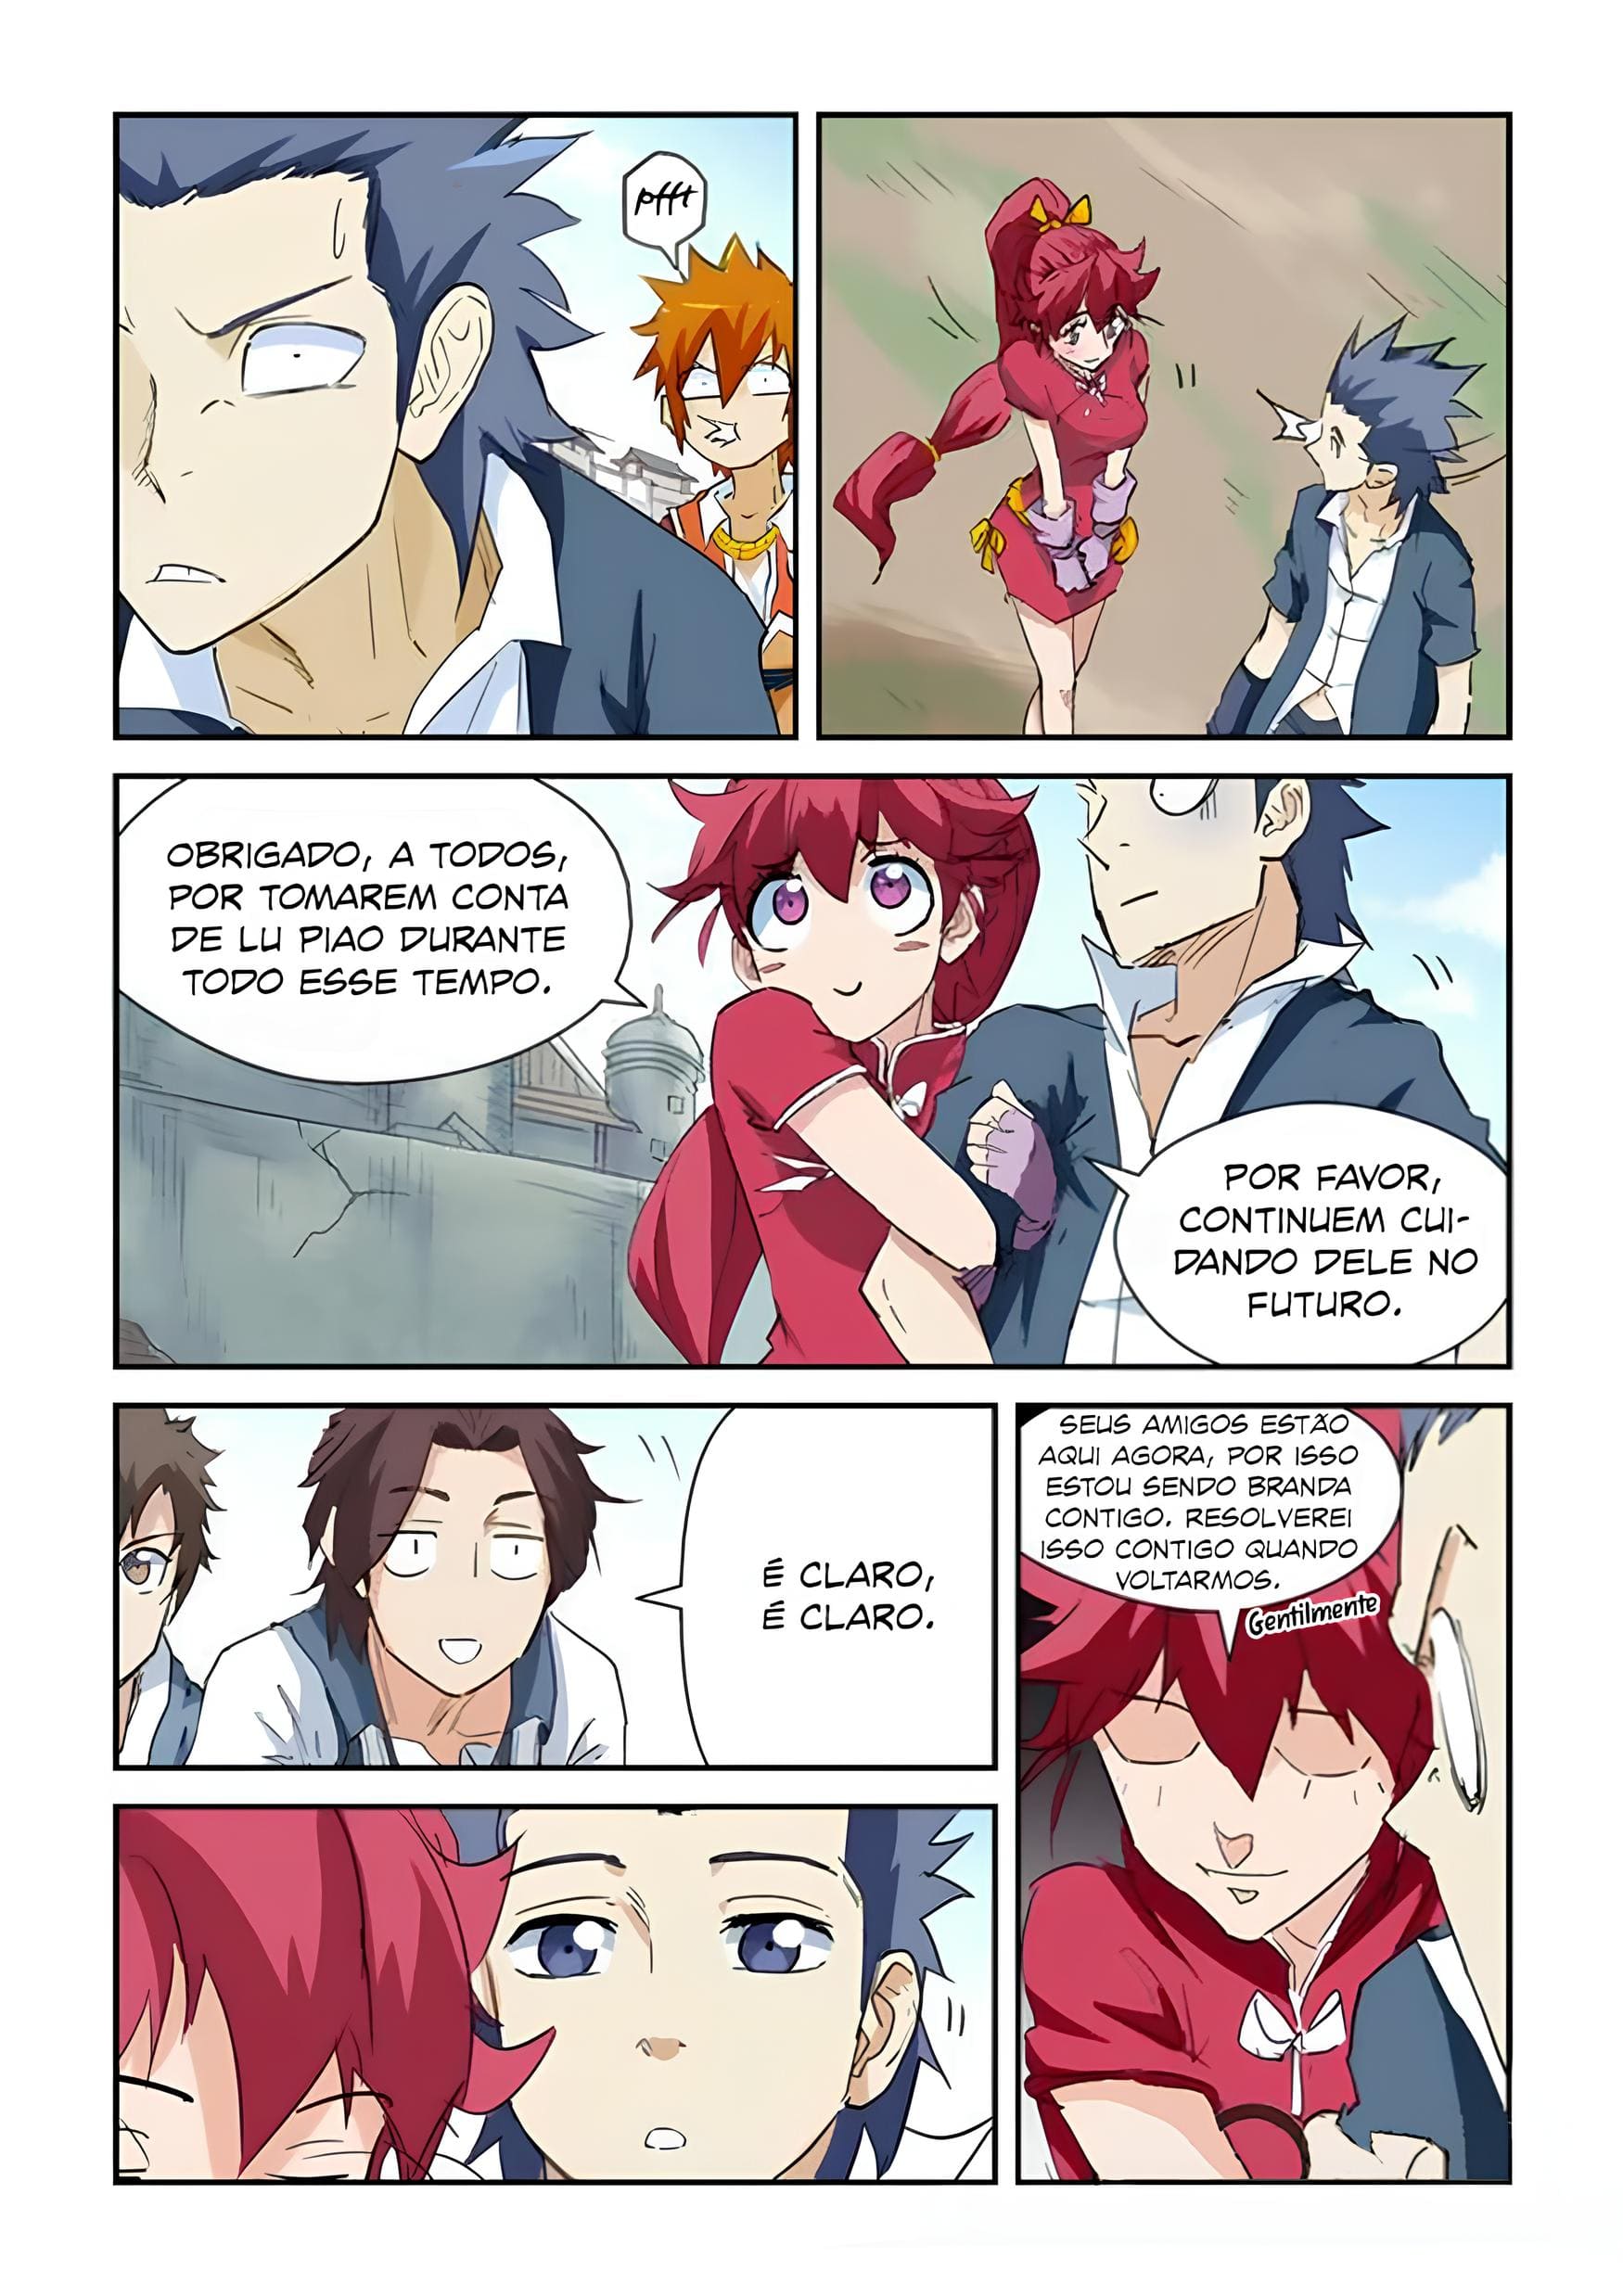 pfft
OBRIGADO, A TODOS,
POR TOMAREM CONTA
DE LU PIAO DURANTE
TODO ESSE TEMPO.
POR FAVOR,
CONTINUEM CUI-
DANDO DELE NO
FUTURO.
É CLARO,
É CLARO.
SEUS AMIGOS ESTÃO
AQUI AGORA, POR ISSO
ESTOU SENDO BRANDA
CONTIGO. RESOLVEREI
ISSO CONTIGO QUANDO
VOLTARMOS.
Gentilmente